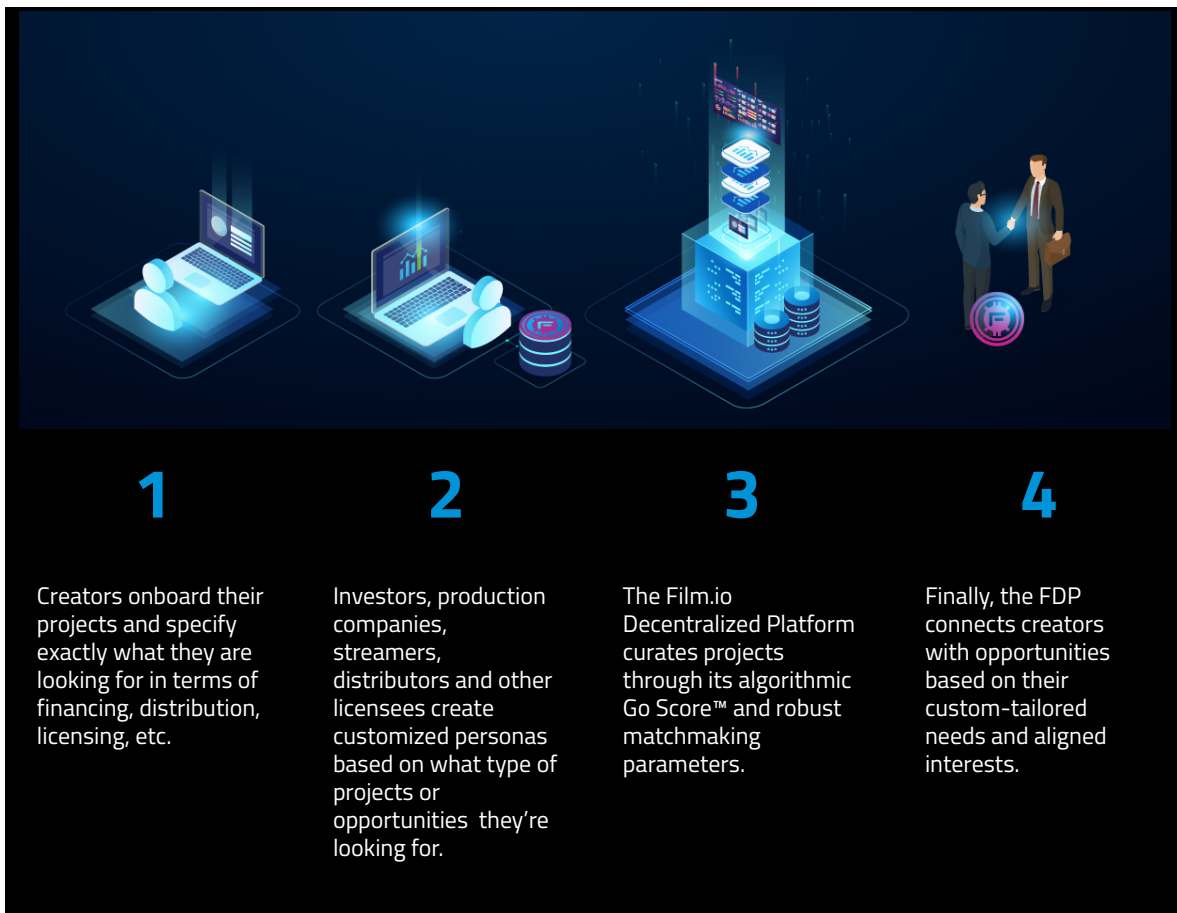 1
Creators onboard their
projects and specify
exactly what they are
looking for in terms of
financing, distribution,
licensing, etc.
2
Investors, production
companies,
streamers,
distributors and other
licensees create
customized personas
based on what type of
projects or
opportunities  they’re
looking for.
3
The Film.io
Decentralized Platform
curates projects
through its algorithmic
Go Score™ and robust
matchmaking
parameters.
4
Finally, the FDP
connects creators
with opportunities
based on their
custom-tailored
needs and aligned
interests.